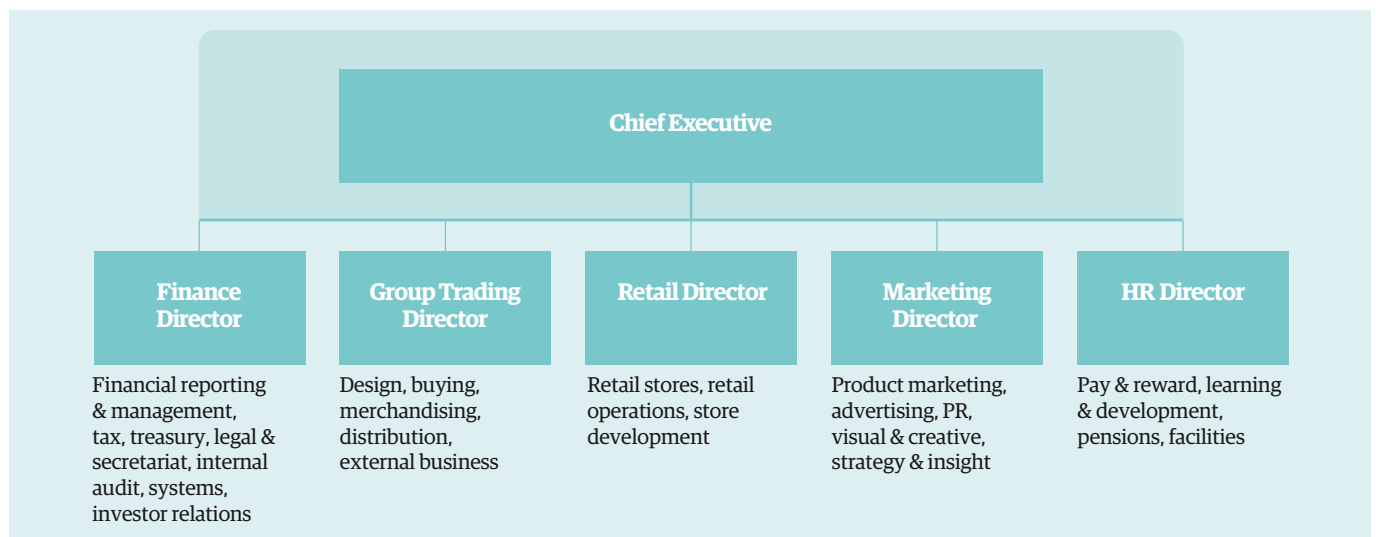 Chief Executive
Finance
Director
Financial reporting
& management,
tax, treasury, legal &
secretariat, internal
audit, systems,
investor relations
Group Trading
Director
Design, buying,
merchandising,
distribution,
external business
Retail Director
Retail stores, retail
operations, store
development
Marketing
Director
Product marketing,
advertising, PR,
visual & creative,
strategy & insight
HR Director
Pay & reward, learning
& development,
pensions, facilities